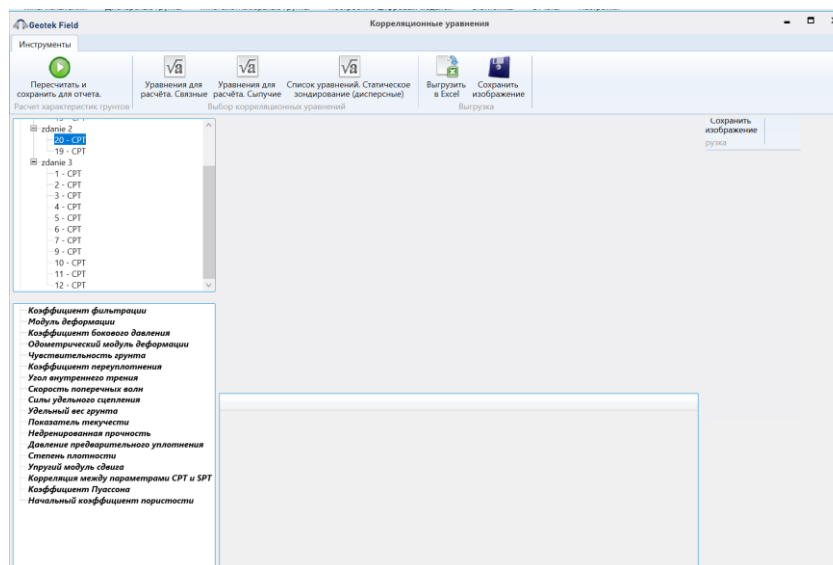 Geotek Field
Корреляционные уравнения
Инструменты
Пересчитать и
сохранить для отчета.
Уравнения для
расчёта. Связные
Уравнения для
расчёта. Сыпучие
Список уравнений. Статическое
зондирование (дисперсные)
Выгрузить
в Excel
Сохранить
изображение
Расчет характеристик грунтов
Выбор корреляционных уравнений
Выгрузка
zdanie 2
20 - CPT
19 - CPT
zdanie 3
1 - CPT
2 - CPT
3 - CPT
4 - CPT
5 - CPT
6 - CPT
7 - CPT
9 - CPT
10 - CPT
11 - CPT
12 - CPT
Сохранить
изображение
рузка
Коэффициент фильтрации
Модуль деформации
Коэффициент бокового давления
Одометрический модуль деформации
Чувствительность грунта
Коэффициент переуплотнения
Угол внутреннего трения
Скорость поперечных волн
Силы удельного сцепления
Удельный вес грунта
Показатель текучести
Недренированная прочность
Давление предварительного уплотнения
Степень плотности
Упругий модуль сдвига
Корреляция между параметрами CPT и SPT
Коэффициент Пуассона
Начальный коэффициент пористости